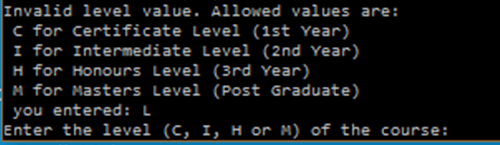 Invalid level value. Allowed values are:
C for Certificate Level (1st Year)
I for Intermediate Level (2nd Year)
H for Honours Level (3rd Year)
M for Masters Level (Post Graduate)
you entered: L
Enter the level (C, I, H or M) of the course: